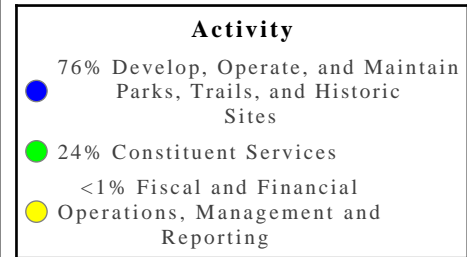 Activity
76% Develop, Operate, and Maintain
Parks, Trails, and Historic
Sites
24% Constituent Services
<1% Fiscal and Financial
Operations, Management and
Reporting